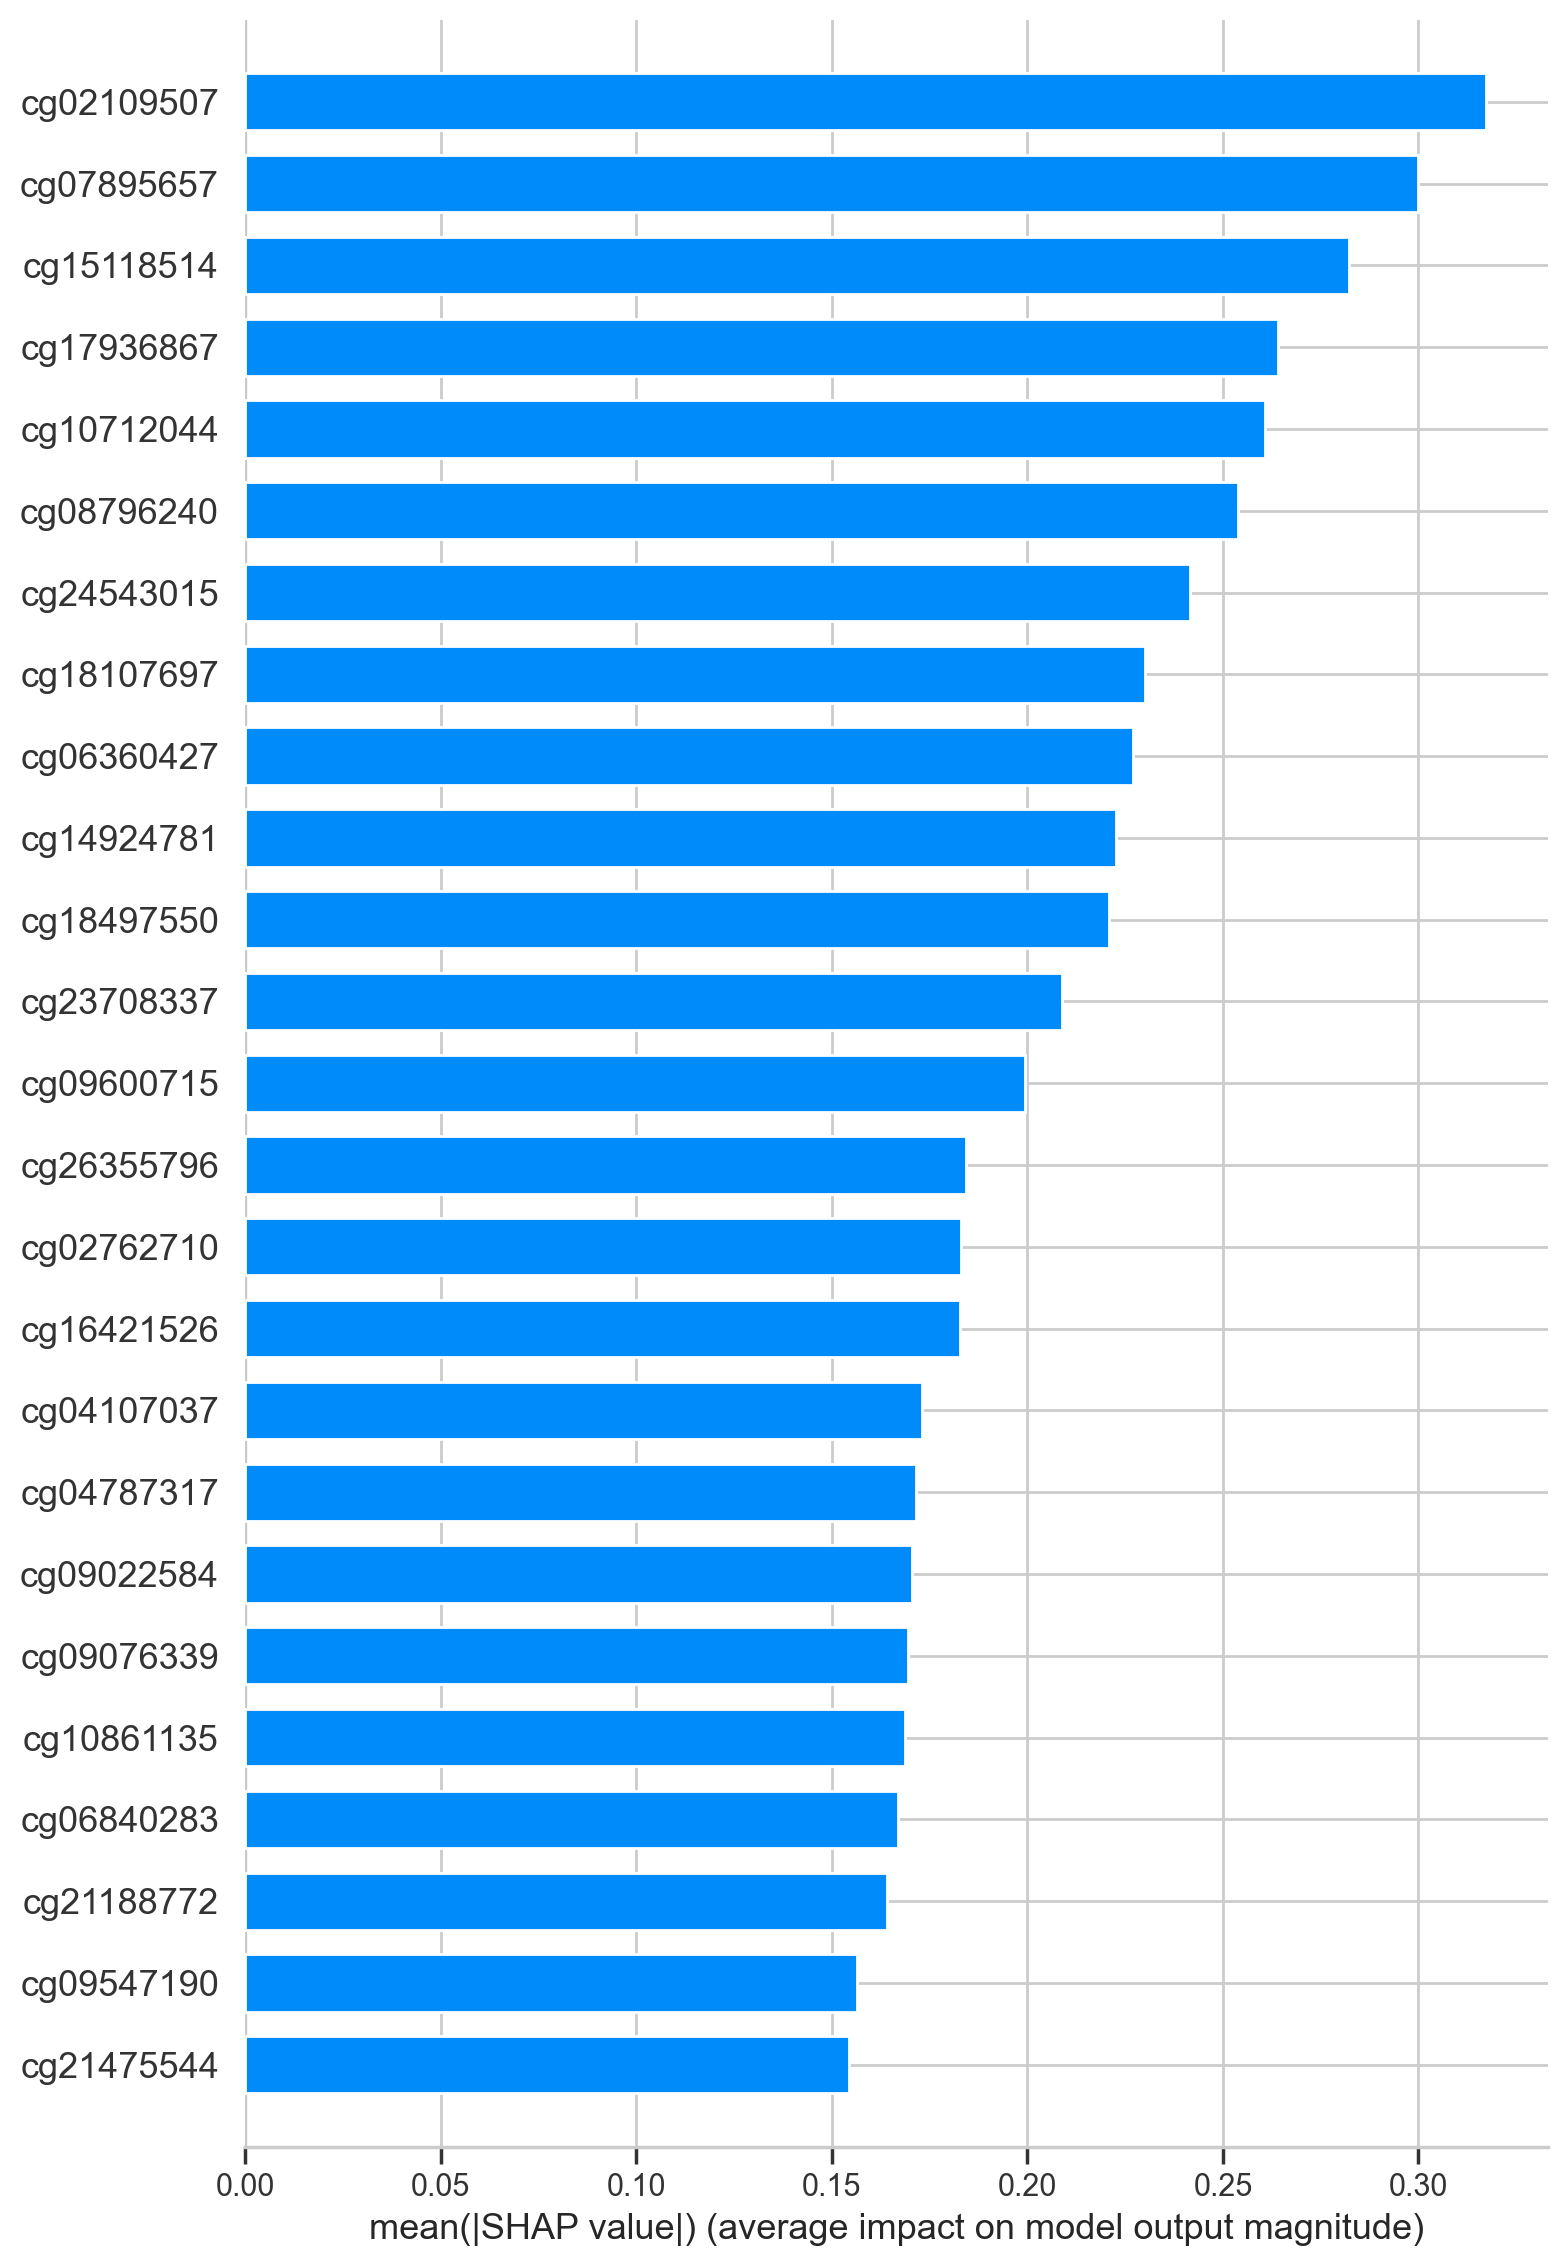 cg02109507
cg07895657
cg15118514
cg17936867
cg10712044
cg08796240
cg24543015
cg18107697
cg06360427
cg14924781
cg18497550
cg23708337
cg09600715
cg26355796
cg02762710
cg16421526
cg04107037
cg04787317
cg09022584
cg09076339
cg10861135
cg06840283
cg21188772
cg09547190
cg21475544
0.00 0.05 0.10 0.15 0.20 0.25 0.30
mean(|SHAP value|) (average impact on model output magnitude)